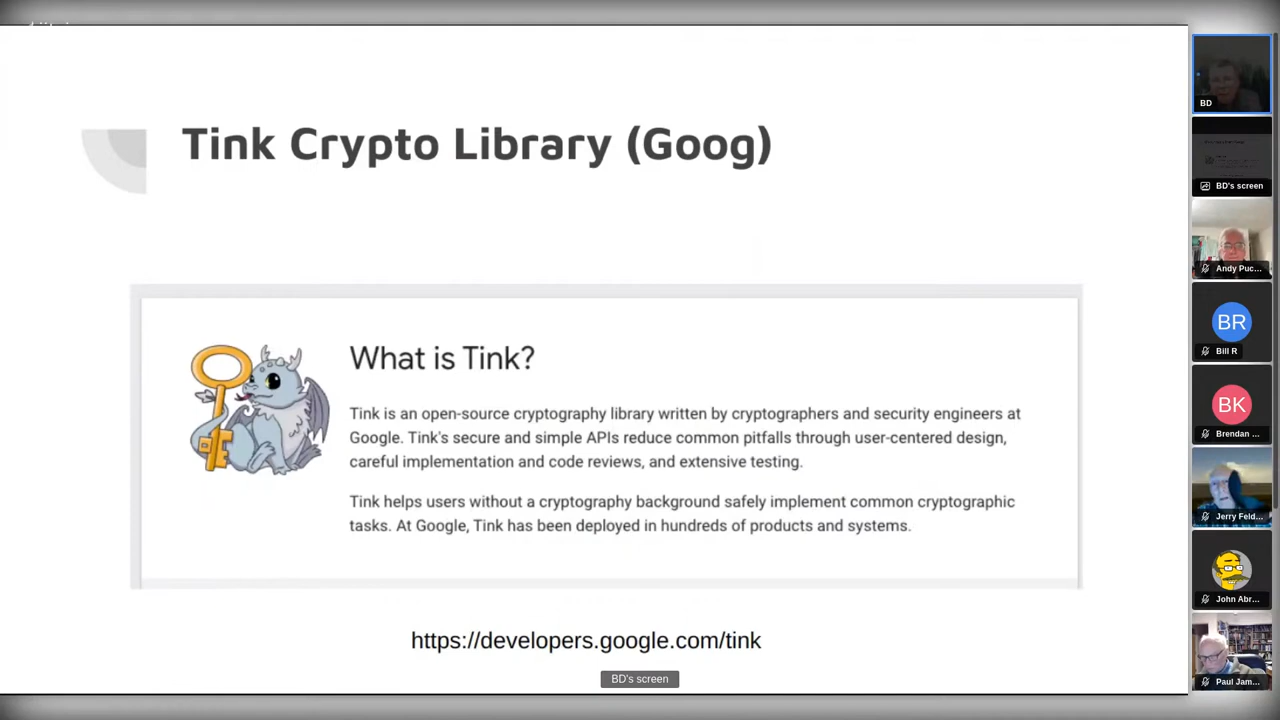 Tink Crypto Library (Goog)
What is Tink?
Tink is an open-source cryptography library written by cryptographers and security engineers at
Google. Tink's secure and simple APIs reduce common pitfalls through user-centered design,
careful implementation and code reviews, and extensive testing.
Tink helps users without a cryptography background safely implement common cryptographic
tasks. At Google, Tink has been deployed in hundreds of products and systems.
https://developers.google.com/tink
BD's screen
BD
BD's screen
Andy Puc...
BR
Bill R
BK
Brendan ...
Jerry Feld...
John Abr...
Paul Jam...